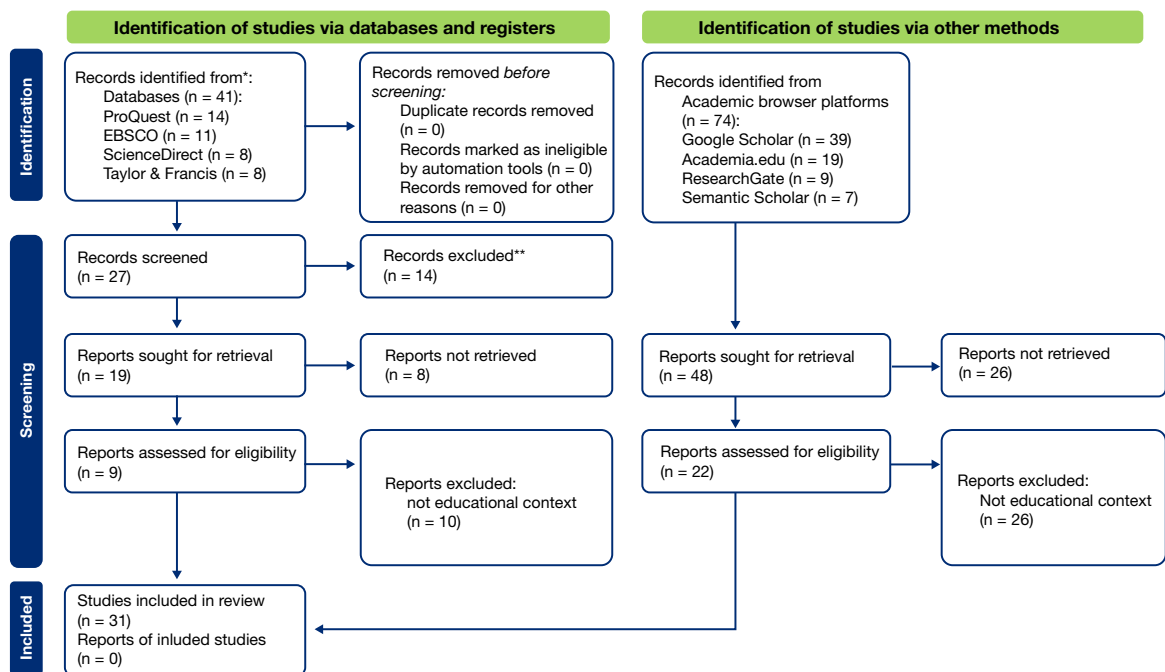 Identification of studies via databases and registers
Identification of studies via other methods
Identification
Records identified from*:
Databases (n = 41):
ProQuest (n = 14)
EBSCO (n = 11)
ScienceDirect (n = 8)
Taylor & Francis (n = 8)
Records removed before
screening:
Duplicate records removed
(n = 0)
Records marked as ineligible
by automation tools (n = 0)
Records removed for other
reasons (n = 0)
Records identified from
Academic browser platforms
(n = 74):
Google Scholar (n = 39)
Academia.edu (n = 19)
ResearchGate (n = 9)
Semantic Scholar (n = 7)
Screening
Records screened
(n = 27)
Records excluded**
(n = 14)
Reports sought for retrieval
(n = 19)
Reports not retrieved
(n = 8)
Reports sought for retrieval
(n = 48)
Reports not retrieved
(n = 26)
Reports assessed for eligibility
(n = 9)
Reports excluded:
not educational context
(n = 10)
Reports assessed for eligibility
(n = 22)
Reports excluded:
Not educational context
(n = 26)
Included
Studies included in review
(n = 31)
Reports of inluded studies
(n = 0)